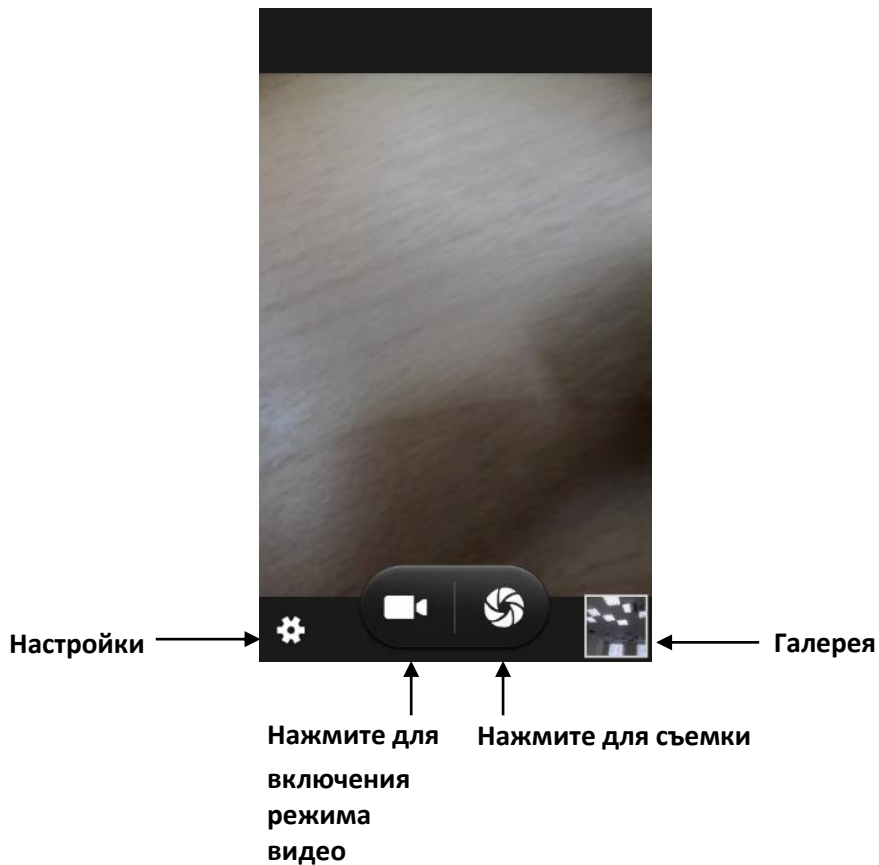 Настройки
Галерея
Нажмите для
включения
режима
видео
Нажмите для съемки